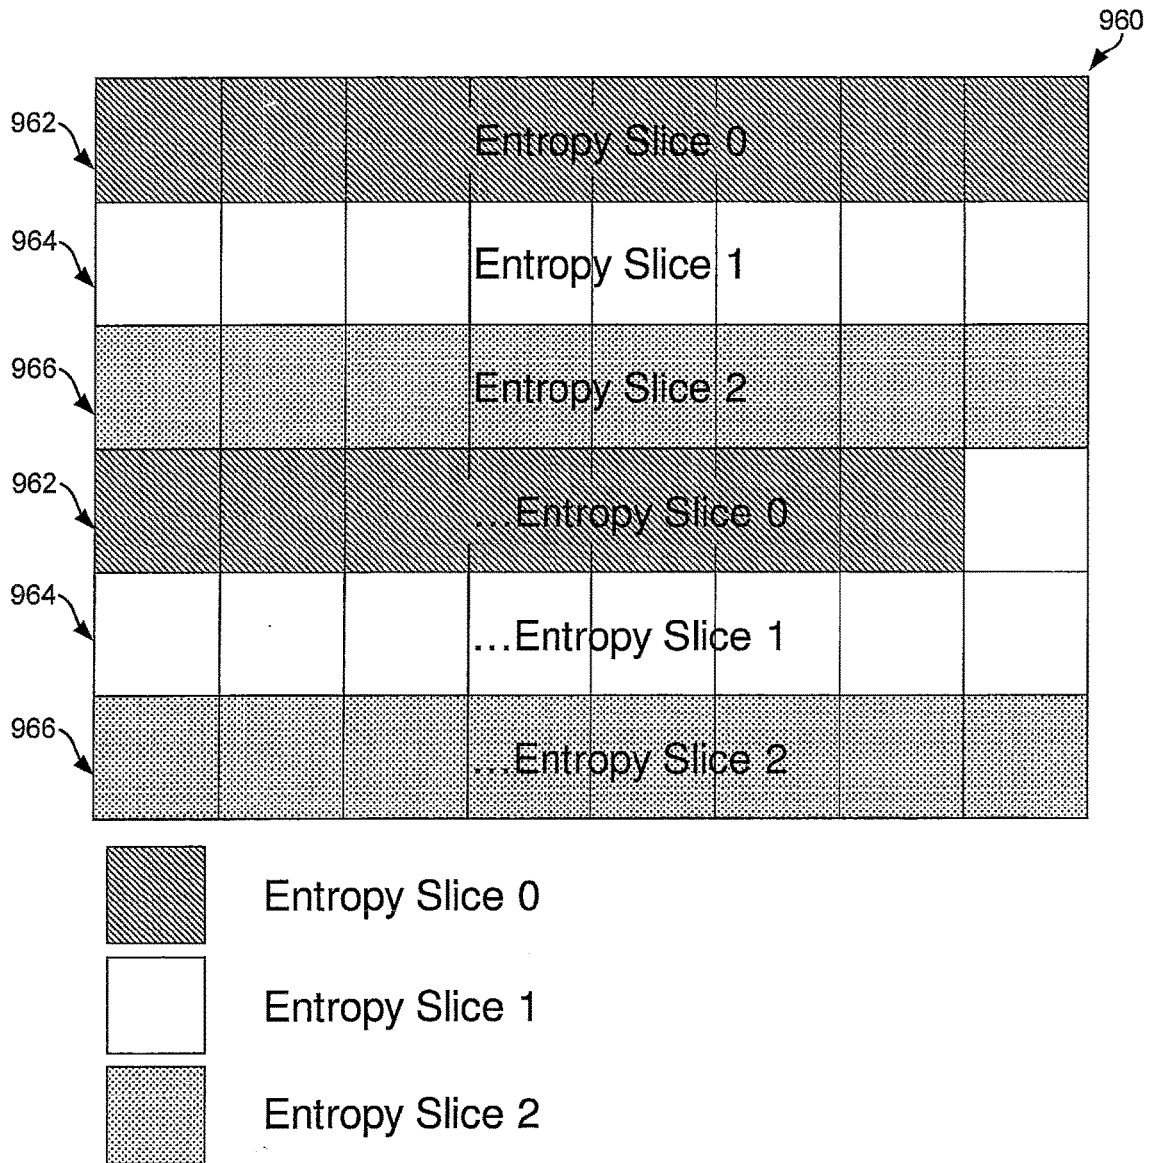 960
962
Entropy Slice 0
964
Entropy Slice 1
966
Entropy Slice 2
962
...Entropy Slice 0
964
...Entropy Slice 1
966
...Entropy Slice 2
Entropy Slice 0
Entropy Slice 1
Entropy Slice 2